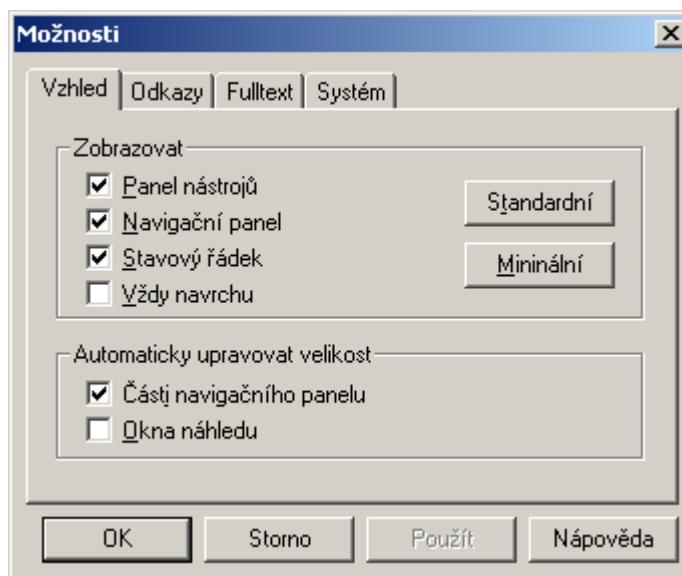 Možnosti
Vzhled Odkazy Fulltext Systém
Zobrazovat
Panel nástrojů
Standardní
Navigační panel
Stavový řádek
Mininální
Vždy navrchu
Automaticky upravovat velikost
Části navigačního panelu
Okna náhledu
OK Storno Použít Nápověda